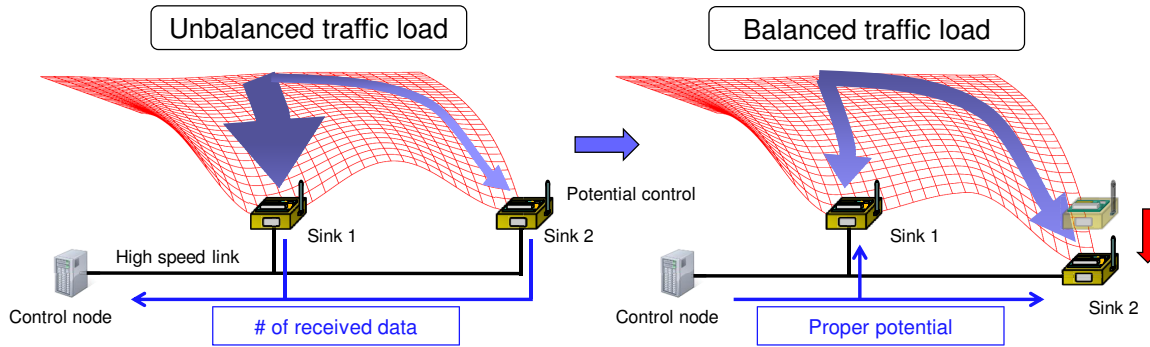 Unbalanced traffic load
Balanced traffic load
Sink 1
Sink 2
Potential control
High speed link
Control node
# of received data
Sink 1
Sink 2
Control node
Proper potential